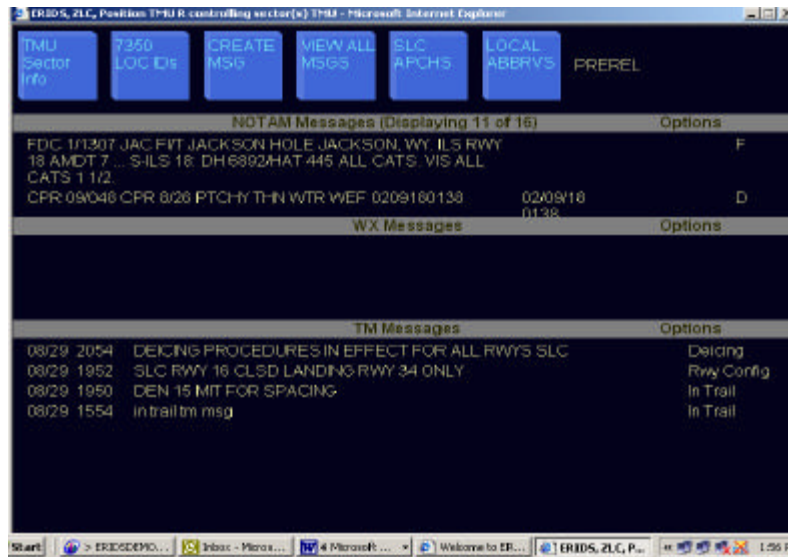 ERIDS, ZLC, Position TMU R controlling sector(s) TMU - Microsoft Internet Explorer
TMU Sector Info
7350 LOC IDs
CREATE MSG
VIEW ALL MSGS
SLC APCHS
LOCAL ABBRVS
PREREL
NOTAM Messages (Displaying 11 of 16) Options
FDC 1/1307 JAC FI/T JACKSON HOLE JACKSON, WY. ILS RWY F
18 AMDT 7 ... S-ILS 18: DH 6892/HAT 445 ALL CATS. VIS ALL
CATS 1 1/2.
CPR 09/048 CPR 8/26 PTCHY THN WTR WEF 0209180138 02/09/18 D
0138
WX Messages Options
TM Messages Options
08/29 2054 DEICING PROCEDURES IN EFFECT FOR ALL RWYS SLC Deicing
08/29 1952 SLC RWY 16 CLSD LANDING RWY 34 ONLY Rwy Config
08/29 1950 DEN 15 MIT FOR SPACING In Trail
08/29 1554 in trail tm msg In Trail
Start > ERIDSDEMO... Inbox - Micros... 4 Microsoft ... Welcome to ER... ERIDS, ZLC, P... 1:56